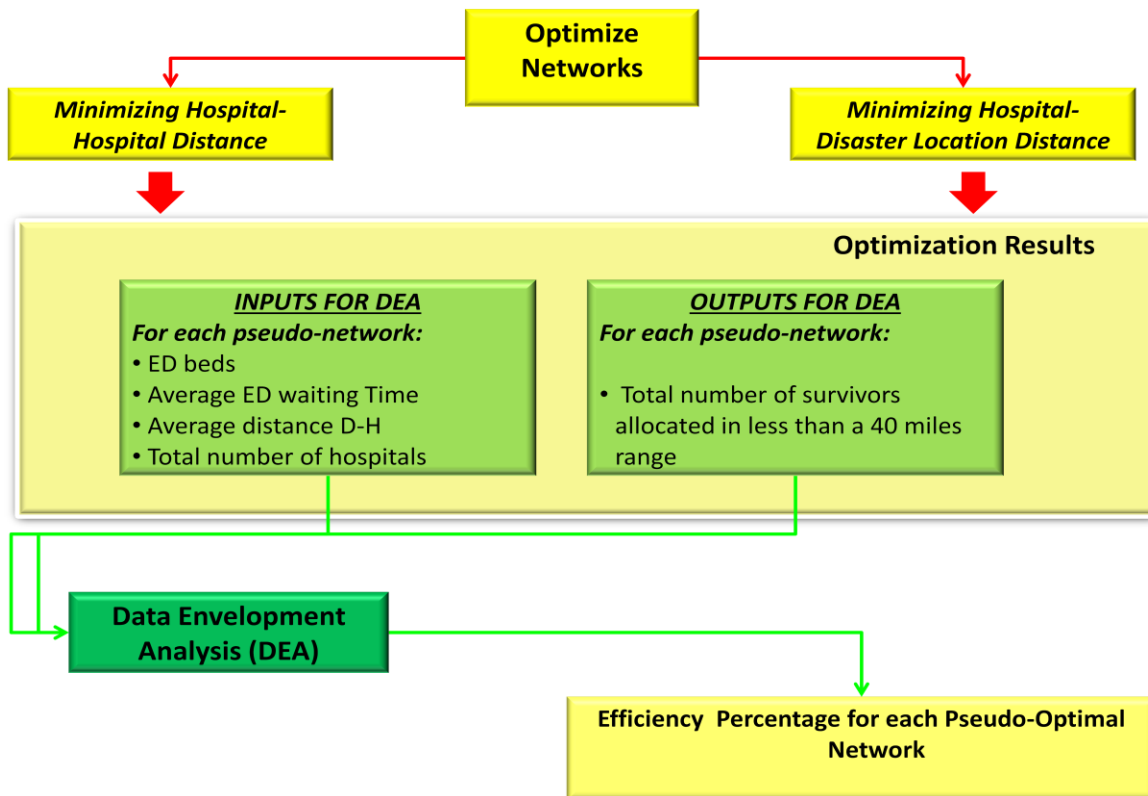 Optimize
Networks
Minimizing Hospital-
Hospital Distance
Minimizing Hospital-
Disaster Location Distance
Optimization Results
INPUTS FOR DEA
For each pseudo-network:
• ED beds
• Average ED waiting Time
• Average distance D-H
• Total number of hospitals
OUTPUTS FOR DEA
For each pseudo-network:
• Total number of survivors
allocated in less than a 40 miles
range
Data Envelopment
Analysis (DEA)
Efficiency Percentage for each Pseudo-Optimal
Network